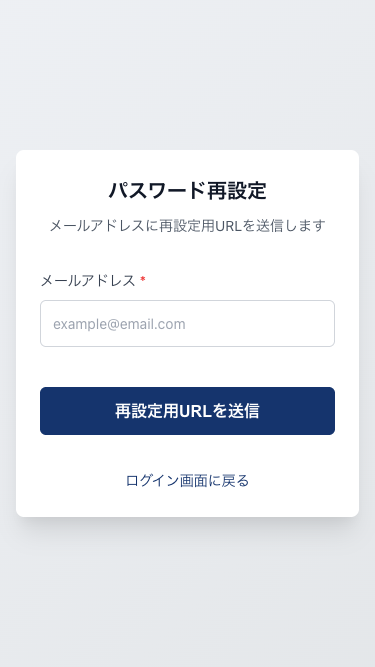 パスワード再設定
メールアドレスに再設定用URLを送信します
メールアドレス *
example@email.com
再設定用URLを送信
ログイン画面に戻る